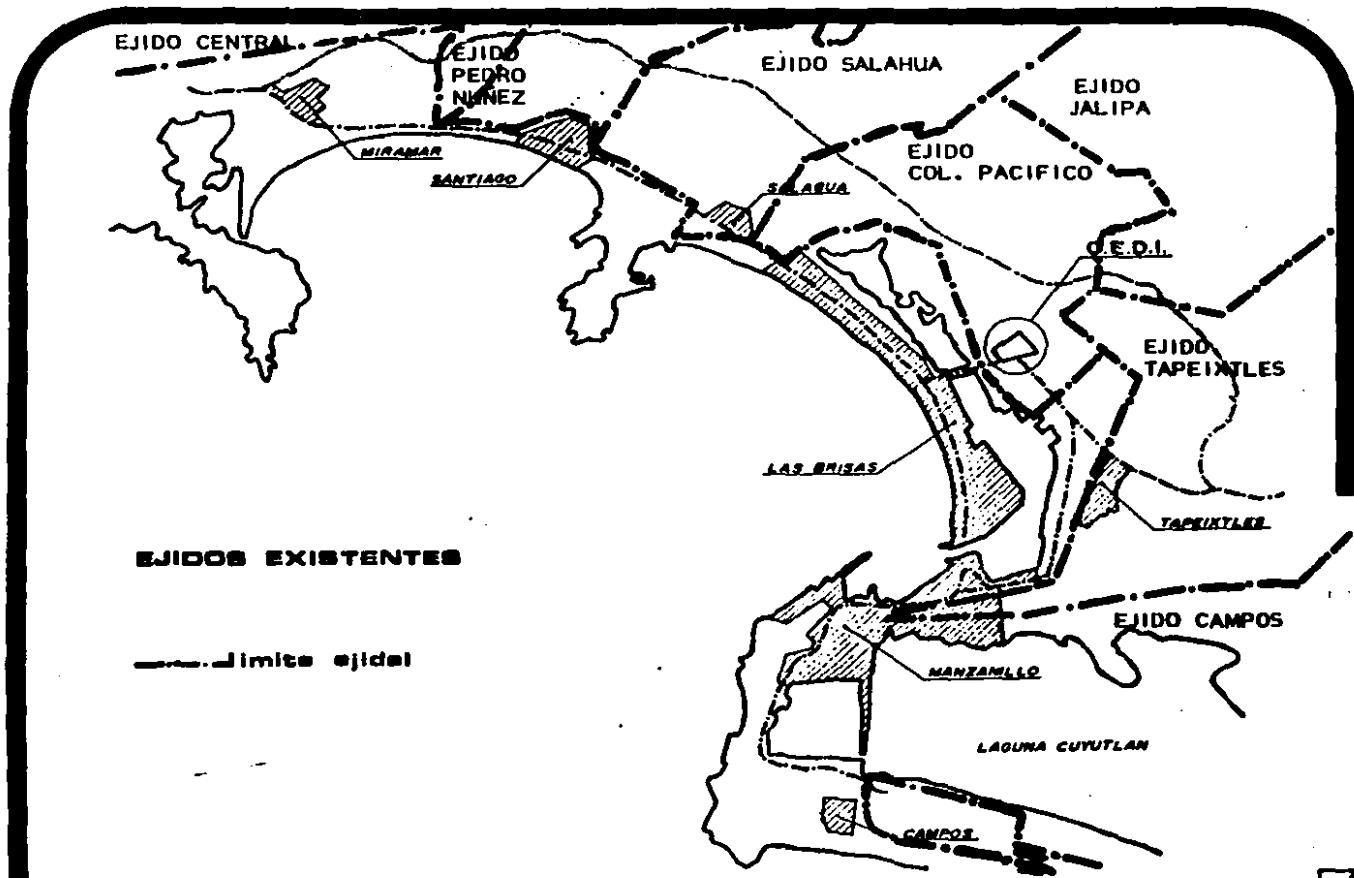 EJIDO CENTRAL
EJIDO
PEDRO
NUÑEZ
EJIDO SALAHUA
EJIDO
JALIPA
EJIDO
COL. PACIFICO
MIRAMAR
SANTIAGO
SALAGUA
C.E.D.I.
EJIDO
TAPEIXTLES
LAS BRISAS
TAPEIXTLES
EJIDOS EXISTENTES
EJIDO CAMPOS
limite ejidal
MANZANILLO
LAGUNA CUYUTLAN
CAMPOS